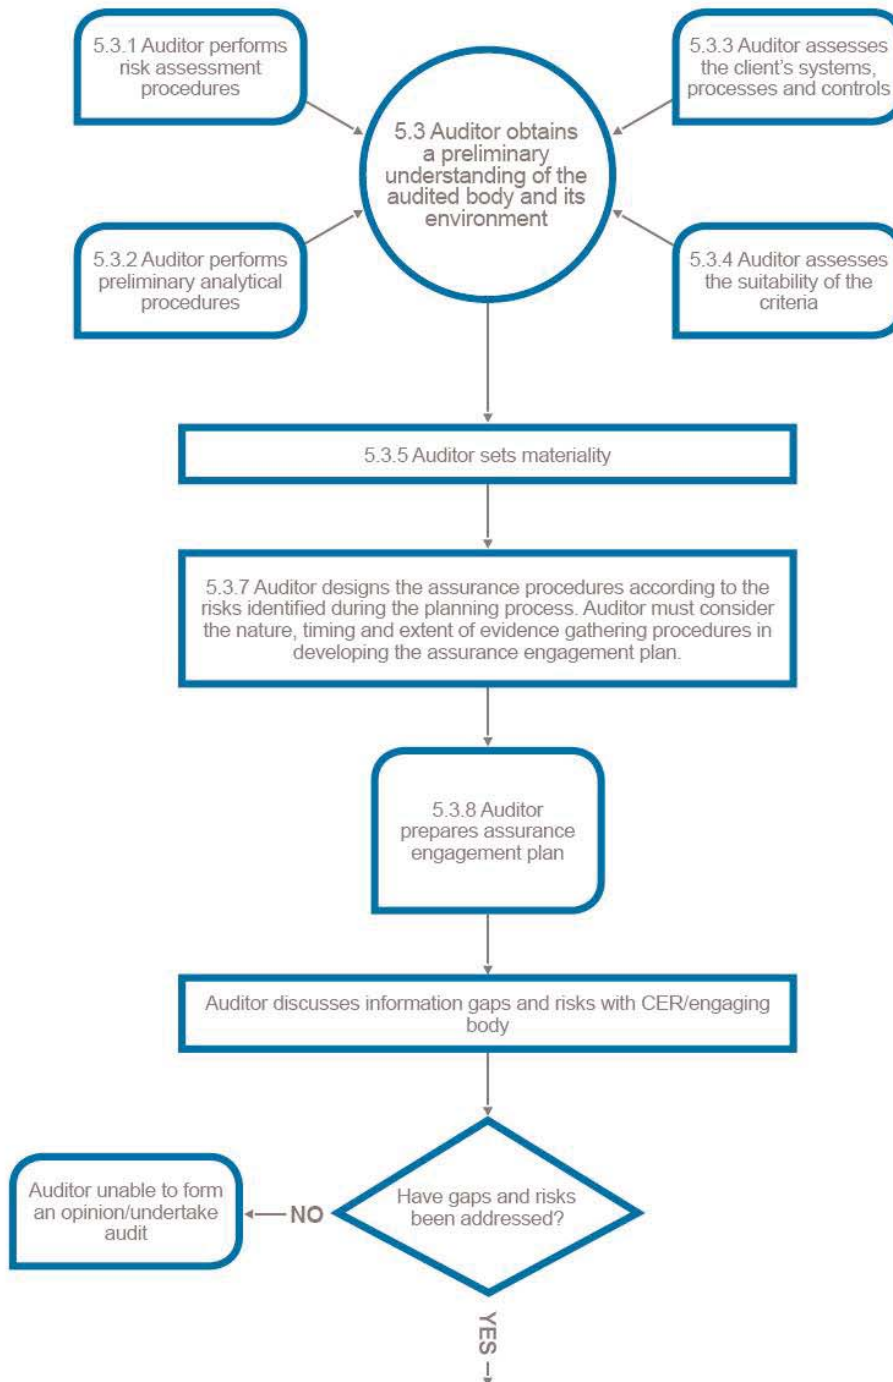 5.3.1 Auditor performs
risk assessment
procedures
5.3.3 Auditor assesses
the client's systems,
processes and controls
5.3 Auditor obtains
a preliminary
understanding of the
audited body and its
environment
5.3.2 Auditor performs
preliminary analytical
procedures
5.3.4 Auditor assesses
the suitability of the
criteria
5.3.5 Auditor sets materiality
5.3.7 Auditor designs the assurance procedures according to the
risks identified during the planning process. Auditor must consider
the nature, timing and extent of evidence gathering procedures in
developing the assurance engagement plan.
5.3.8 Auditor
prepares assurance
engagement plan
Auditor discusses information gaps and risks with CER/engaging
body
Have gaps and risks
been addressed?
NO
Auditor unable to form
an opinion/undertake
audit
YES